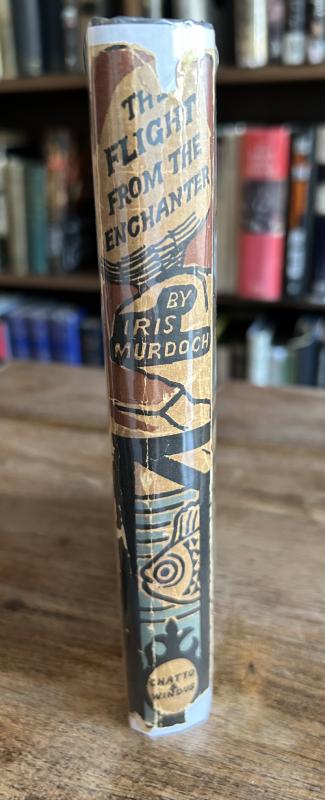 THE
FLIGHT
FROM THE
ENCHANTER
BY
IRIS
MURDOCH
CHATTO
&
WINDUS